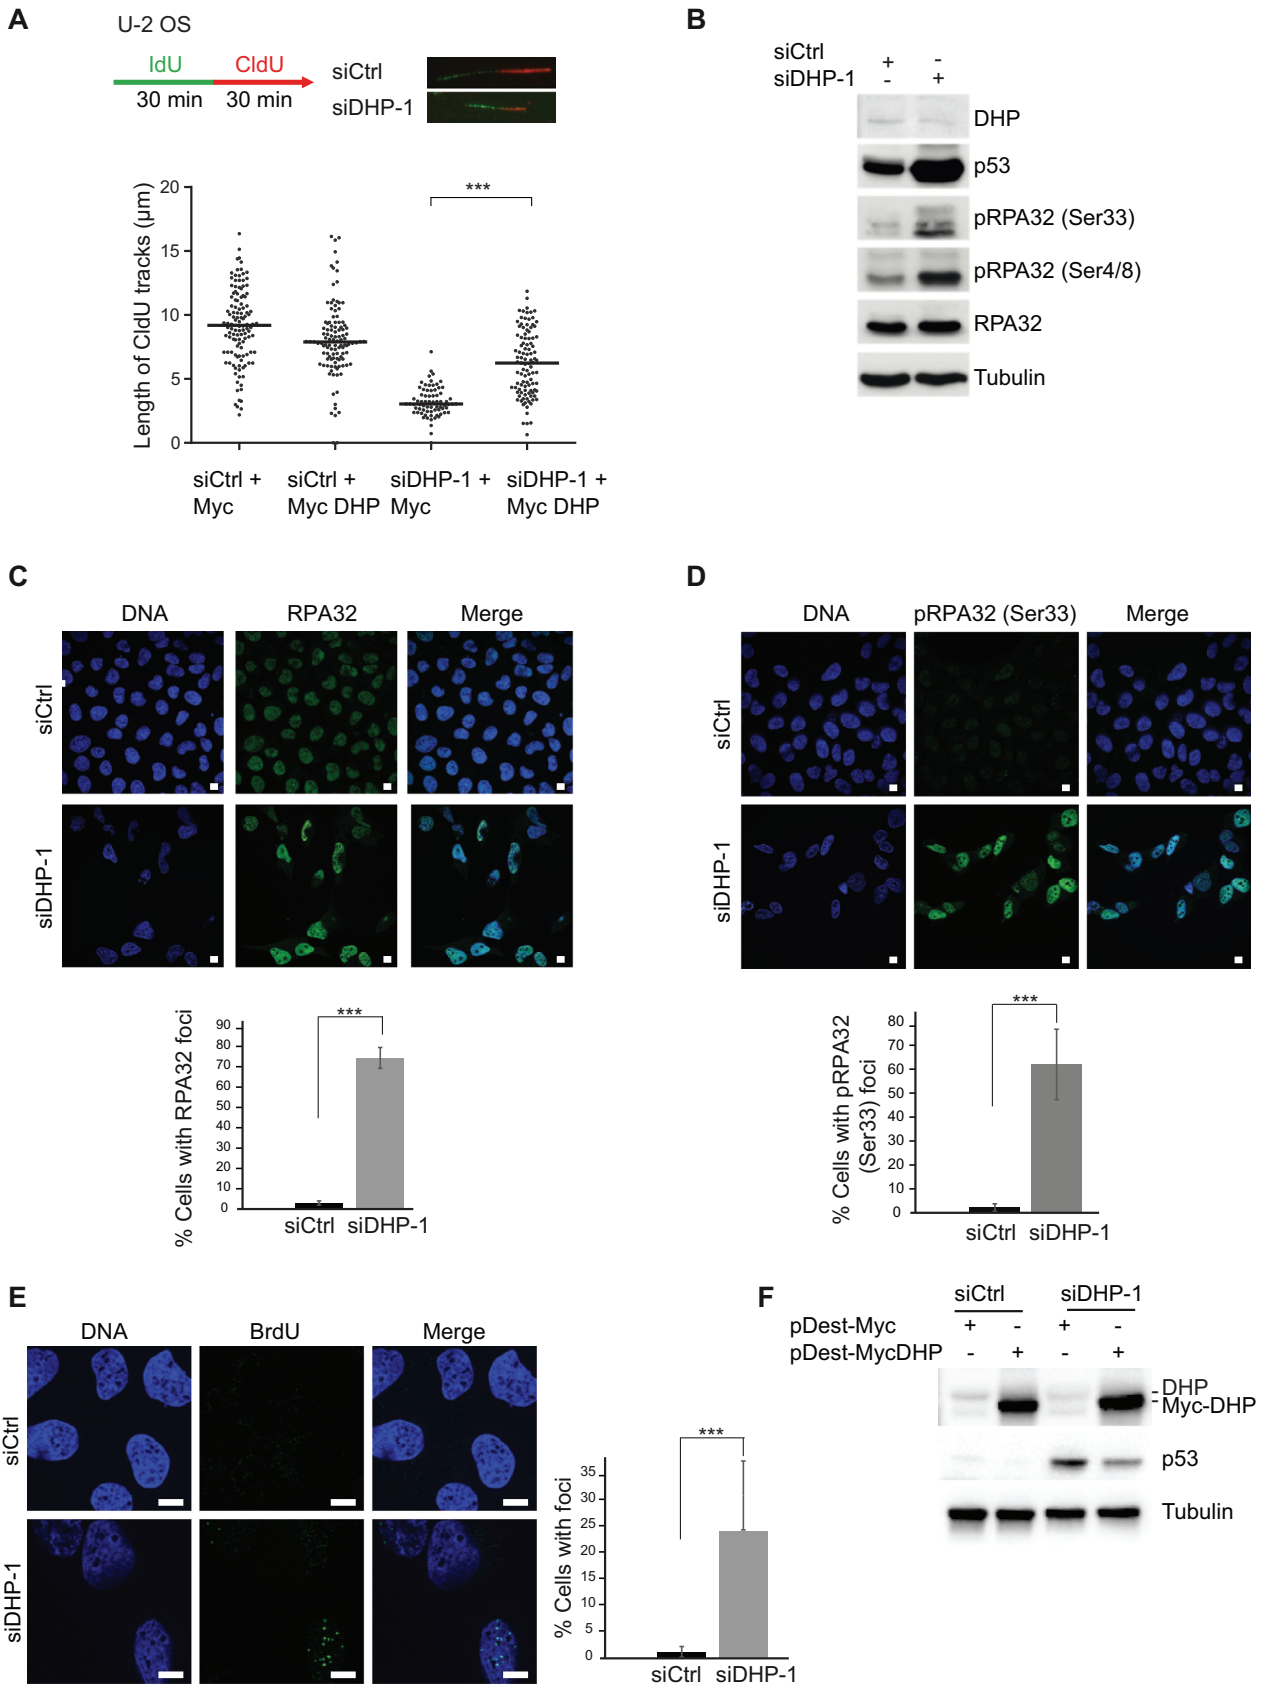 A
U-2 OS
IdU CldU
30 min 30 min
siCtrl
siDHP-1
Length of CldU tracks (µm)
20
15
10
5
0
***
siCtrl + Myc
siCtrl + Myc DHP
siDHP-1 + Myc
siDHP-1 + Myc DHP
B
siCtrl + -
siDHP-1 - +
DHP
p53
pRPA32 (Ser33)
pRPA32 (Ser4/8)
RPA32
Tubulin
C
DNA RPA32 Merge
siCtrl
siDHP-1
% Cells with RPA32 foci
90
80
70
60
50
40
30
20
10
0
***
siCtrl siDHP-1
D
DNA pRPA32 (Ser33) Merge
siCtrl
siDHP-1
% Cells with pRPA32
(Ser33) foci
80
70
60
50
40
30
20
10
0
***
siCtrl siDHP-1
E
DNA BrdU Merge
siCtrl
siDHP-1
% Cells with foci
35
30
25
20
15
10
5
0
***
siCtrl siDHP-1
F
siCtrl siDHP-1
pDest-Myc + - + -
pDest-MycDHP - + - +
DHP
Myc-DHP
p53
Tubulin